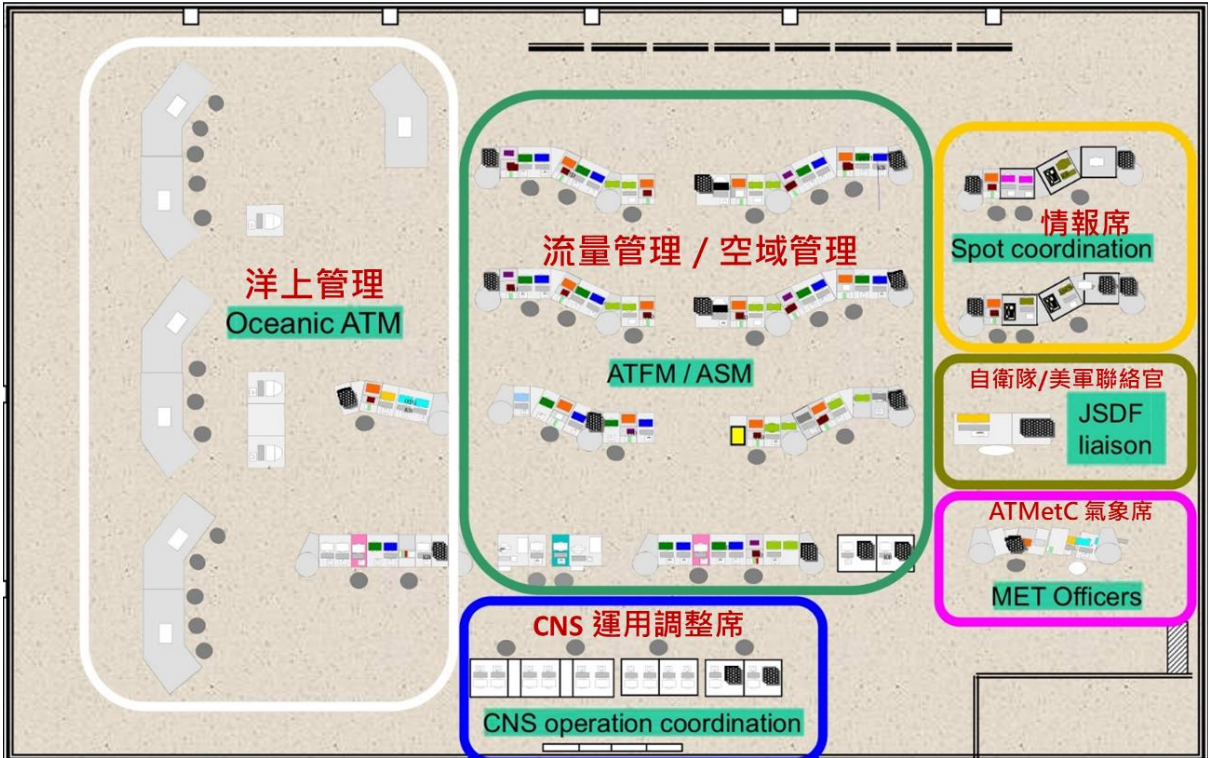 洋上管理
Oceanic ATM
流量管理 / 空域管理
ATFM / ASM
情報席
Spot coordination
自衛隊/美軍聯絡官
JSDF
liaison
ATMetC 氣象席
MET Officers
CNS 運用調整席
CNS operation coordination